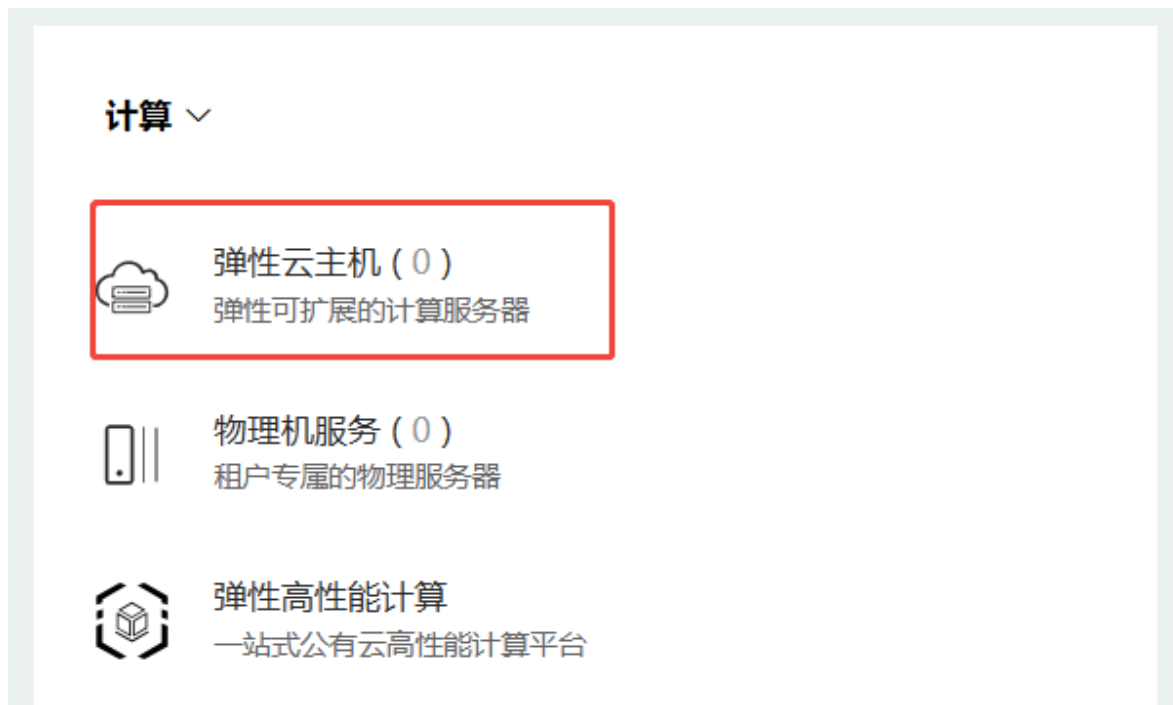 计算
弹性云主机 ( 0 )
弹性可扩展的计算服务器
物理机服务 ( 0 )
租户专属的物理服务器
弹性高性能计算
一站式公有云高性能计算平台